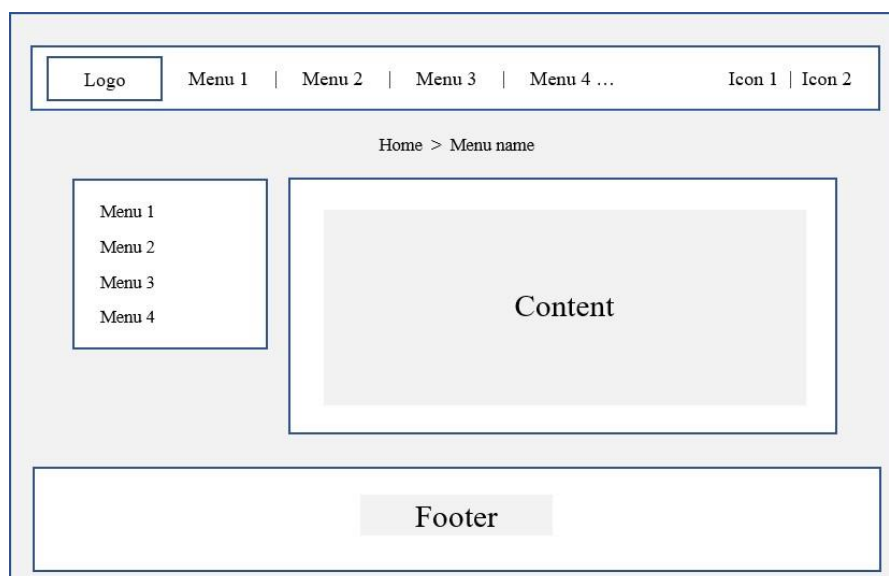 Logo Menu 1 | Menu 2 | Menu 3 | Menu 4 … Icon 1 | Icon 2
Home > Menu name
Menu 1
Menu 2
Menu 3
Menu 4
Content
Footer